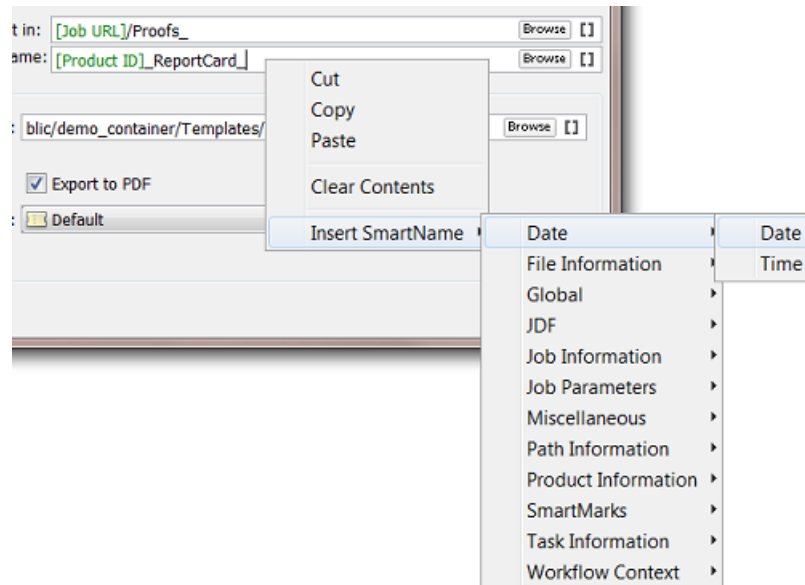 t in: [Job URL]/Proofs_ Browse []
ame: [Product ID]_ReportCard_ Browse []
: blic/demo_container/Templates/ Browse []
Export to PDF
: Default
Cut
Copy
Paste
Clear Contents
Insert SmartName
Date
File Information
Global
JDF
Job Information
Job Parameters
Miscellaneous
Path Information
Product Information
SmartMarks
Task Information
Workflow Context
Date
Time